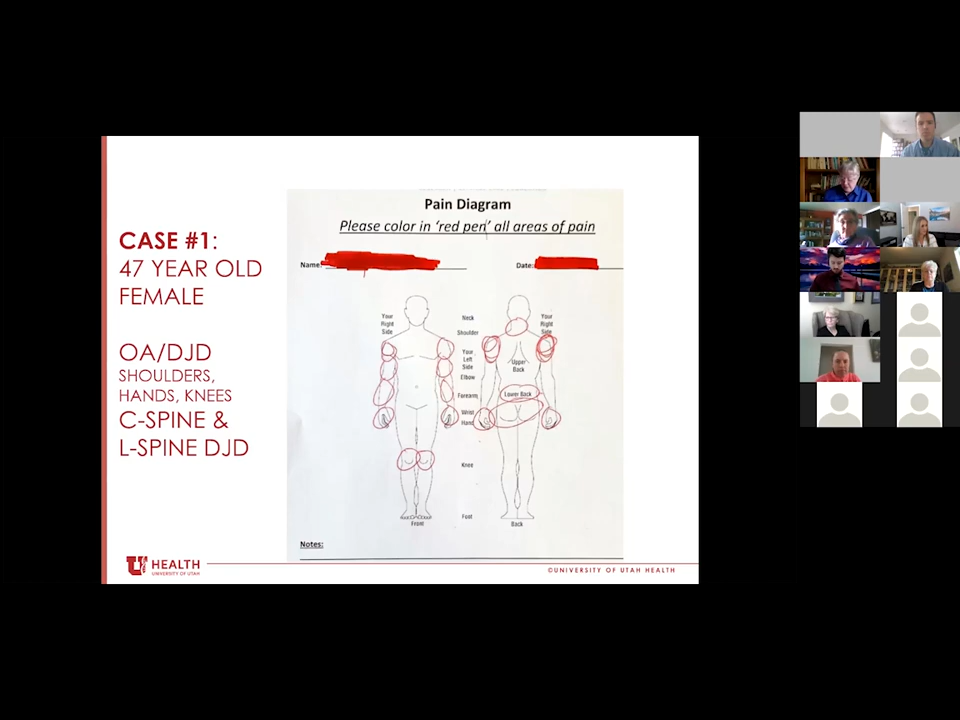 CASE #1:
47 YEAR OLD
FEMALE
OA/DJD
SHOULDERS,
HANDS, KNEES
C-SPINE &
L-SPINE DJD
Pain Diagram
Please color in 'red pen' all areas of pain
Name:
Date:
Your
Right
Side
Neck
Shoulder
Your
Left
Side
Elbow
Forearm
Wrist
Hand
Knee
Foot
Front
Your
Right
Side
Upper
Back
Lower Back
Back
Notes:
U HEALTH
UNIVERSITY OF UTAH
©UNIVERSITY OF UTAH HEALTH